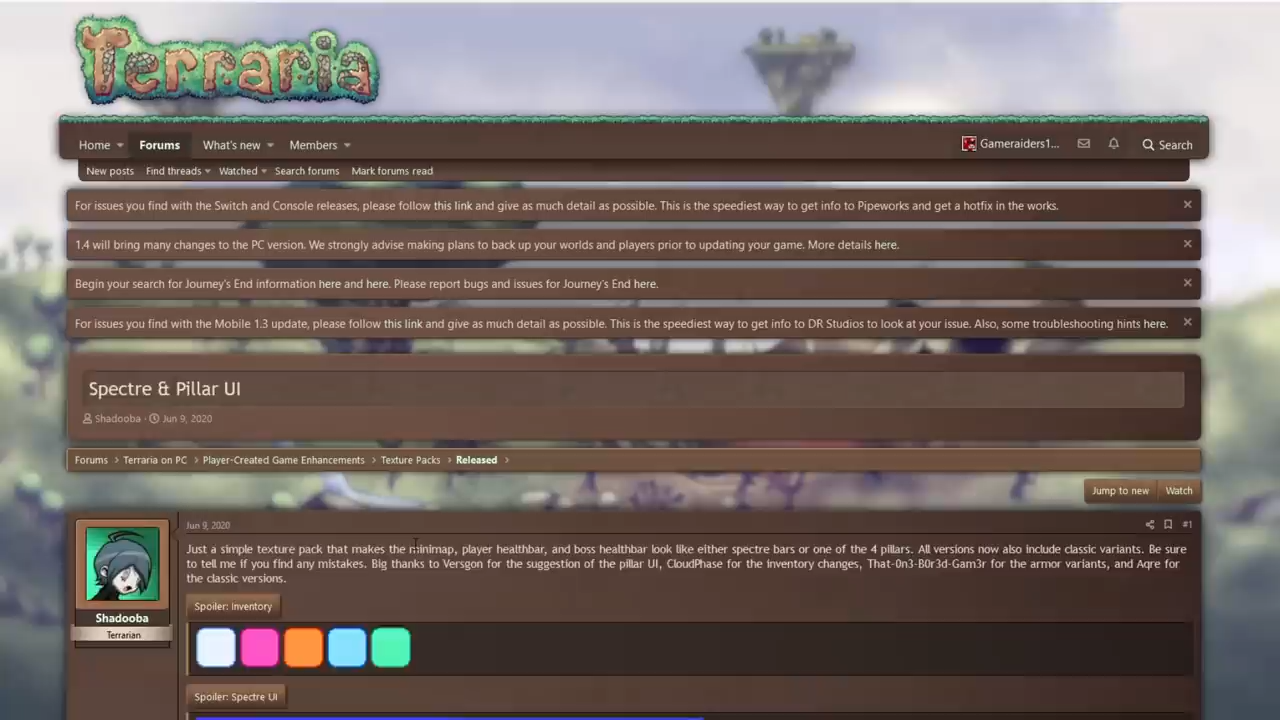 Terraria
Home Forums What's new Members Gameraiders1... Search
New posts Find threads Watched Search forums Mark forums read
For issues you find with the Switch and Console releases, please follow this link and give as much detail as possible. This is the speediest way to get info to Pipeworks and get a hotfix in the works.
1.4 will bring many changes to the PC version. We strongly advise making plans to back up your worlds and players prior to updating your game. More details here.
Begin your search for Journey's End information here and here. Please report bugs and issues for Journey's End here.
For issues you find with the Mobile 1.3 update, please follow this link and give as much detail as possible. This is the speediest way to get info to DR Studios to look at your issue. Also, some troubleshooting hints here.
Spectre & Pillar UI
Shadooba · Jun 9, 2020
Forums > Terraria on PC > Player-Created Game Enhancements > Texture Packs > Released >
Jump to new Watch
Jun 9, 2020 #1
Just a simple texture pack that makes the minimap, player healthbar, and boss healthbar look like either spectre bars or one of the 4 pillars. All versions now also include classic variants. Be sure
to tell me if you find any mistakes. Big thanks to Versgon for the suggestion of the pillar UI, CloudPhase for the inventory changes, That-0n3-B0r3d-Gam3r for the armor variants, and Aqre for
the classic versions.
Shadooba
Terrarian
Spoiler: Inventory
Spoiler: Spectre UI